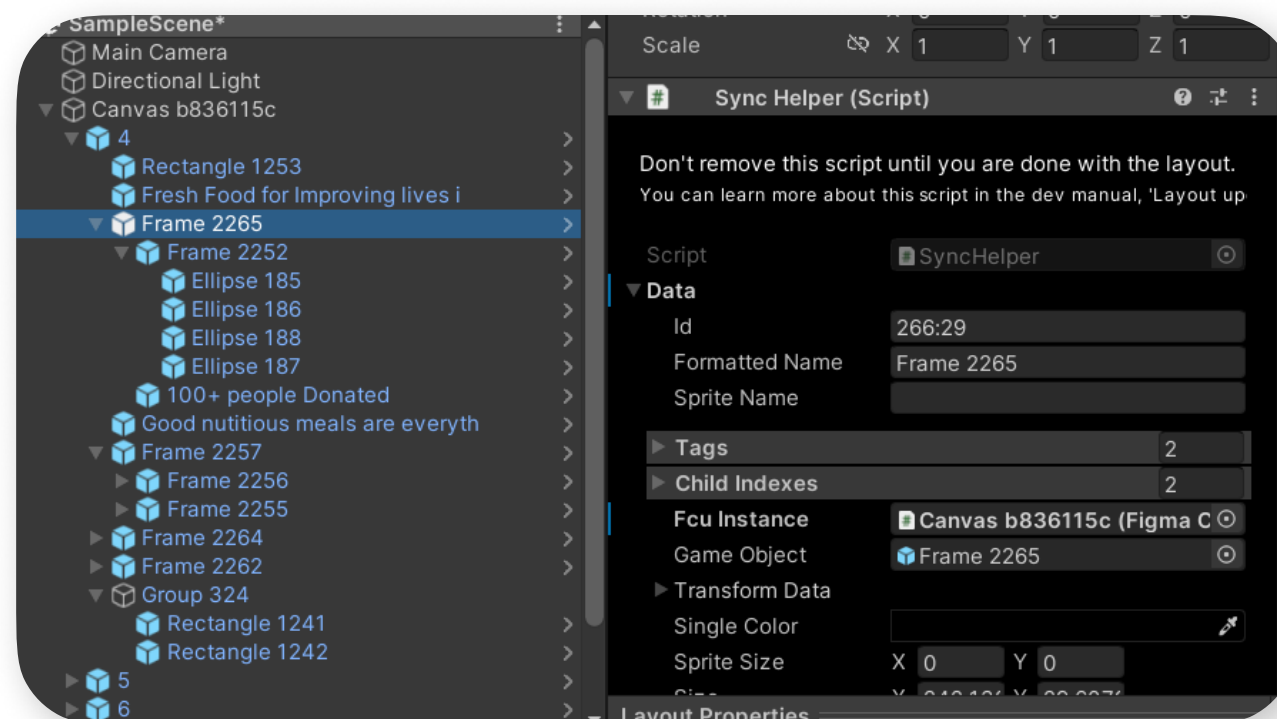 SampleScene*
Main Camera
Directional Light
Canvas b836115c
4
Rectangle 1253
Fresh Food for Improving lives i
Frame 2265
Frame 2252
Ellipse 185
Ellipse 186
Ellipse 188
Ellipse 187
100+ people Donated
Good nutitious meals are everyth
Frame 2257
Frame 2256
Frame 2255
Frame 2264
Frame 2262
Group 324
Rectangle 1241
Rectangle 1242
5
6
Scale X 1 Y 1 Z 1
# Sync Helper (Script)
Don't remove this script until you are done with the layout.
You can learn more about this script in the dev manual, 'Layout up
Script SyncHelper
Data
Id 266:29
Formatted Name Frame 2265
Sprite Name
Tags 2
Child Indexes 2
Fcu Instance Canvas b836115c (Figma C
Game Object Frame 2265
Transform Data
Single Color
Sprite Size X 0 Y 0
Layout Properties